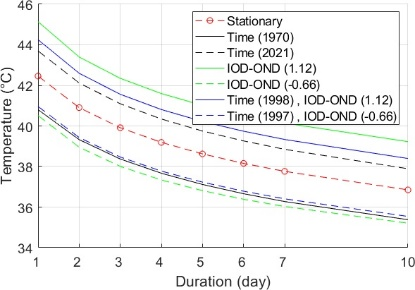 46
44
42
40
38
36
34
Temperature (°C)
Stationary
Time (1970)
Time (2021)
IOD-OND (1.12)
IOD-OND (-0.66)
Time (1998) , IOD-OND (1.12)
Time (1997) , IOD-OND (-0.66)
1 2 3 4 5 6 7 10
Duration (day)